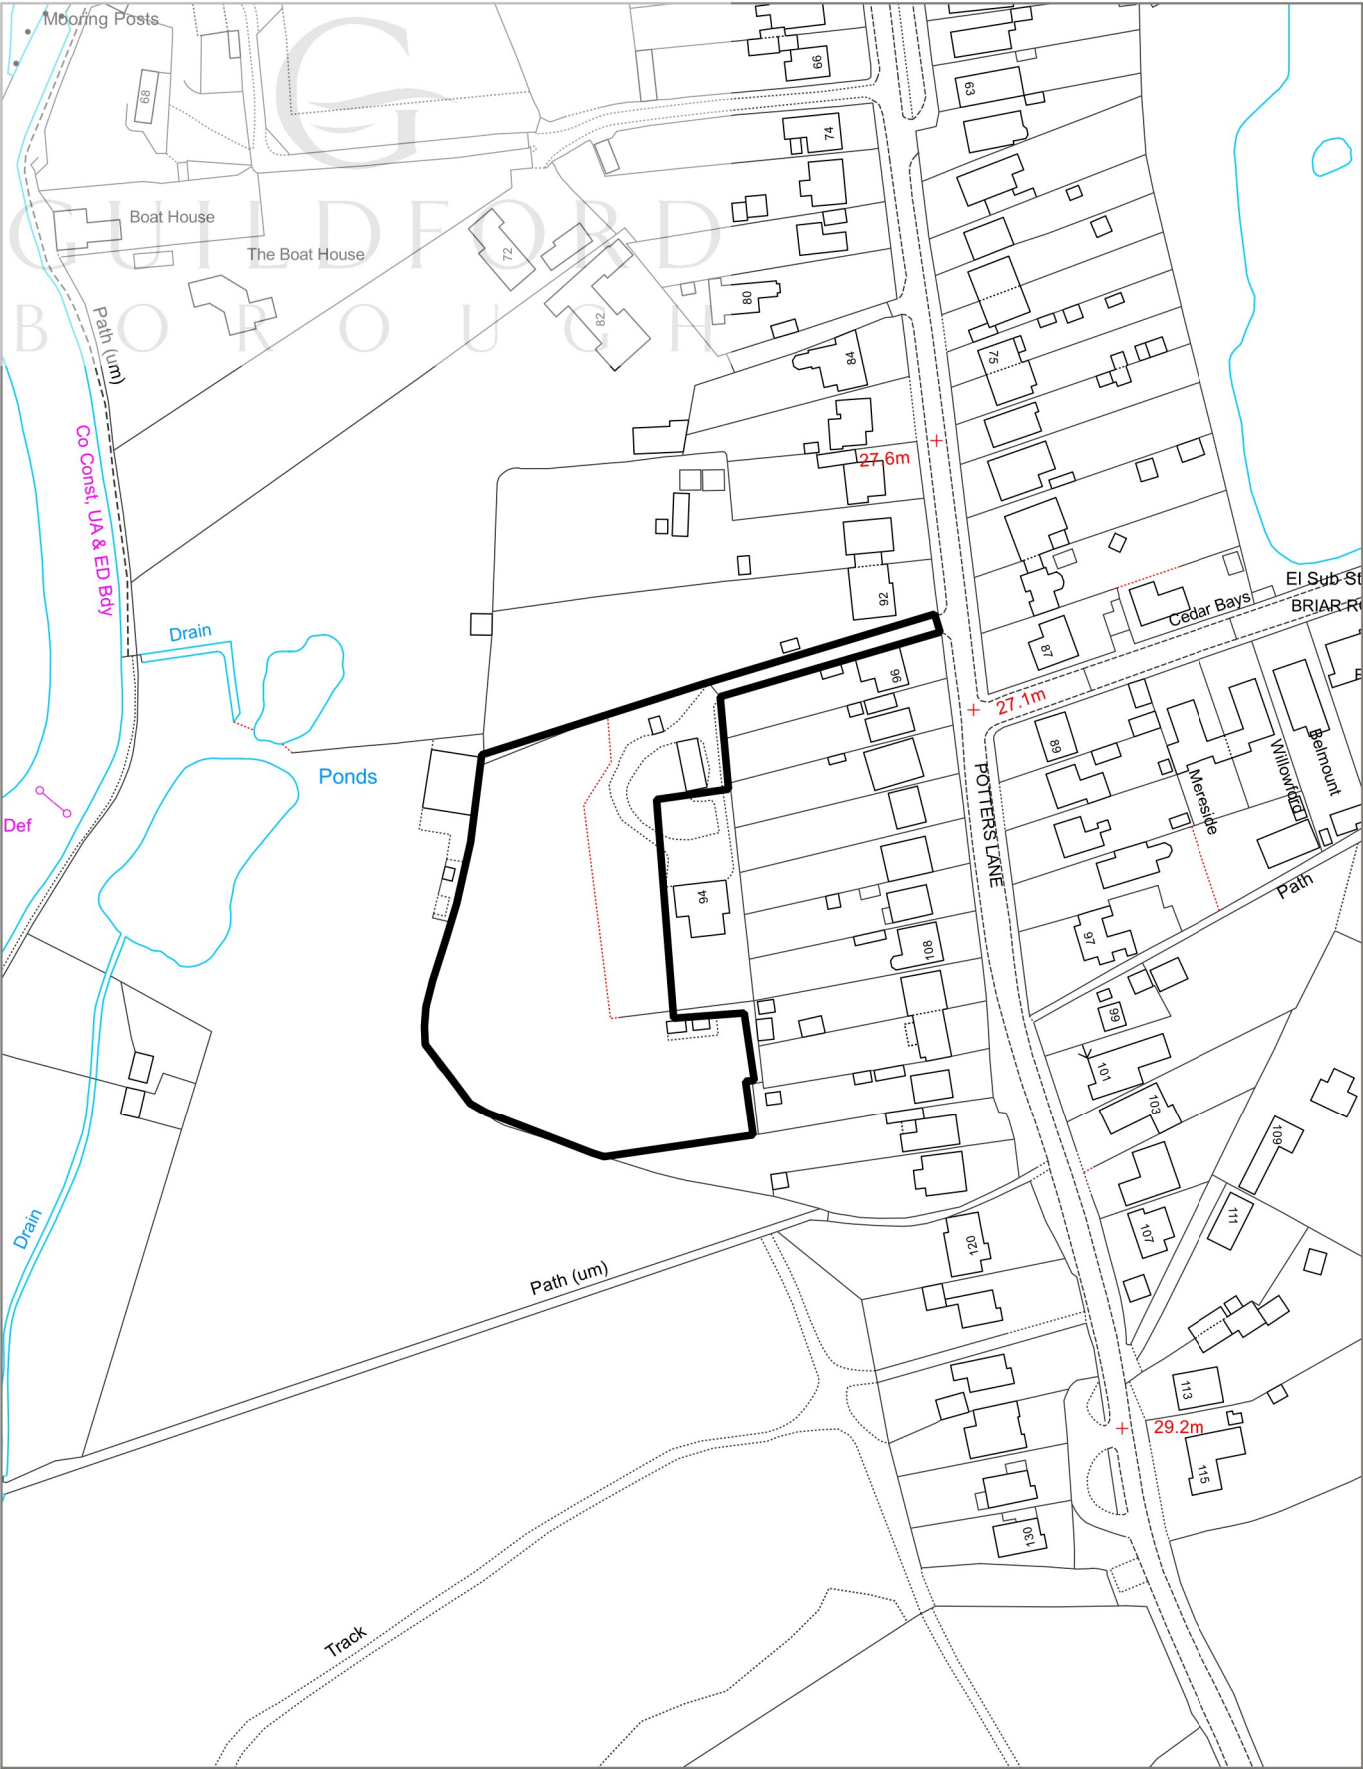 Mooring Posts
66
63
68
74
GUILDFORD
BOROUGH
Boat House
The Boat House
72
80
82
Path (um)
84
75
Co Const, UA & ED Bdy
27.6m
El Sub St
92
Cedar Bays
BRIAR R
Drain
87
96
27.1m
Ponds
89
POTTERS LANE
Mereside
Willowford
Belmount
Def
Path
94
97
108
99
101
103
109
111
107
Drain
120
Path (um)
113
29.2m
115
130
Track